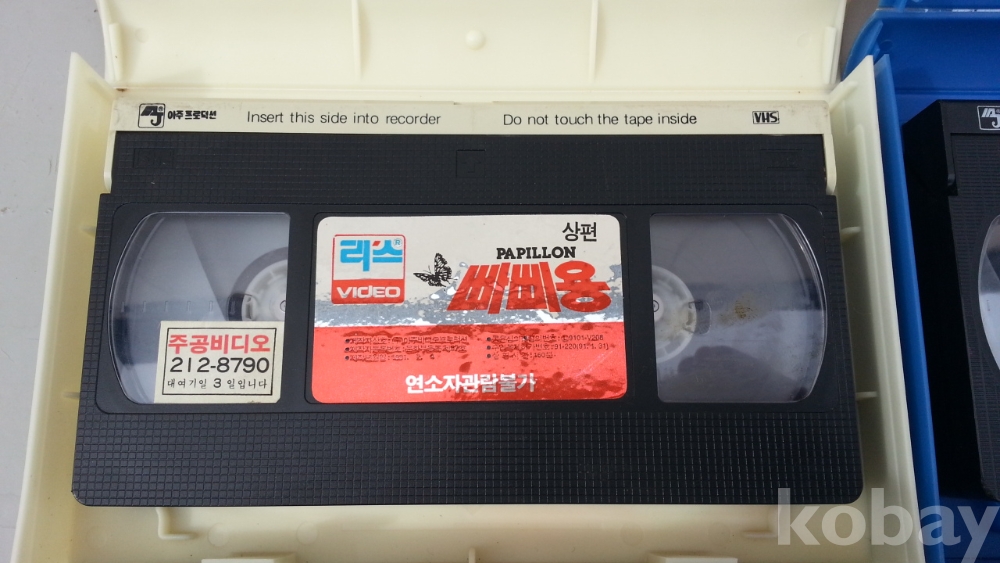 아주프로덕션 Insert this side into recorder Do not touch the tape inside VHS
리스® 상편
VIDEO PAPILLON
빠삐용
주공비디오
212-8790
대여기일 3 일입니다
연소자관람불가
kobay